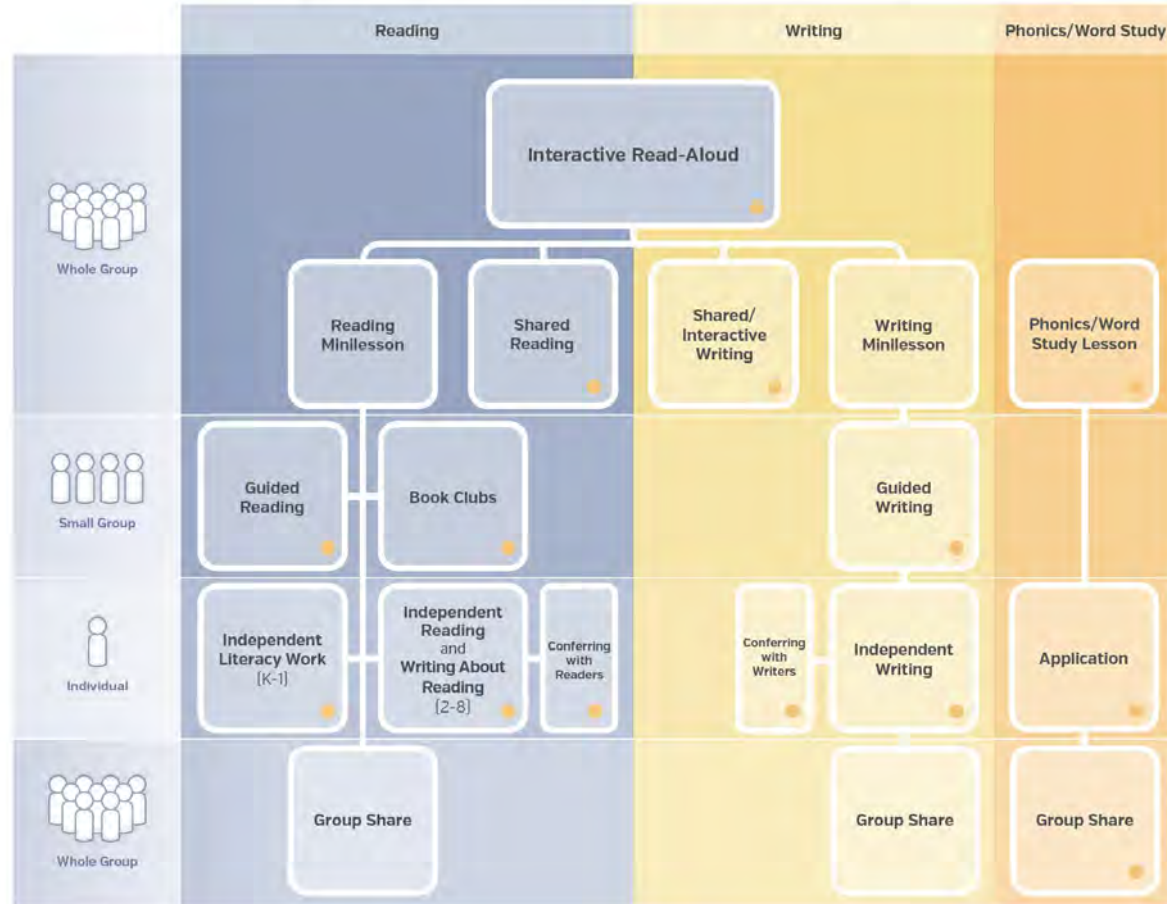 Reading
Writing
Phonics/Word Study
Interactive Read-Aloud
Whole Group
Reading
Minilesson
Shared
Reading
Shared/
Interactive
Writing
Writing
Minilesson
Phonics/Word
Study Lesson
Small Group
Guided
Reading
Book Clubs
Guided
Writing
Individual
Independent
Literacy Work
[K-1]
Independent
Reading
and
Writing About
Reading
[2-8]
Conferring
with
Readers
Conferring
with
Writers
Independent
Writing
Application
Whole Group
Group Share
Group Share
Group Share